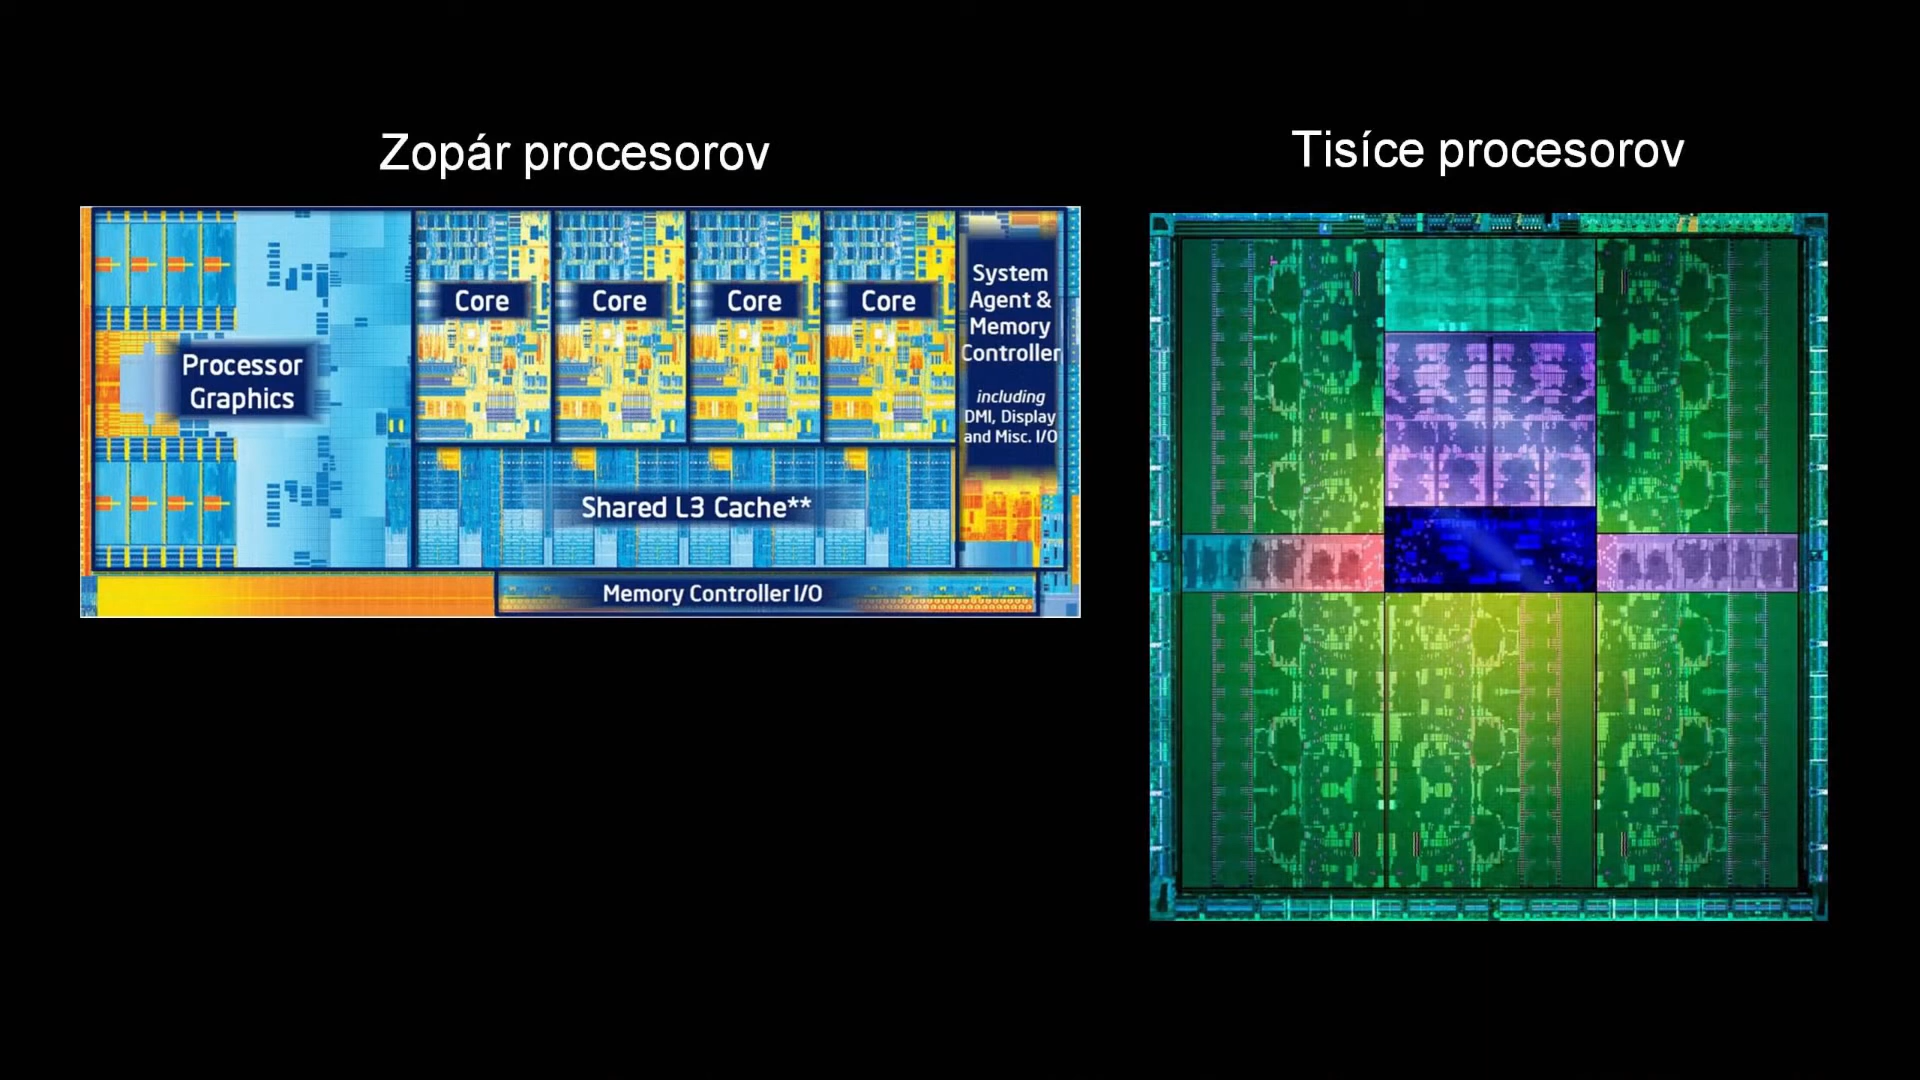 Zopár procesorov
Tisíce procesorov
Processor
Graphics
Core
Core
Core
Core
System
Agent &
Memory
Controller
including
DMI, Display
and Misc. I/O
Shared L3 Cache**
Memory Controller I/O